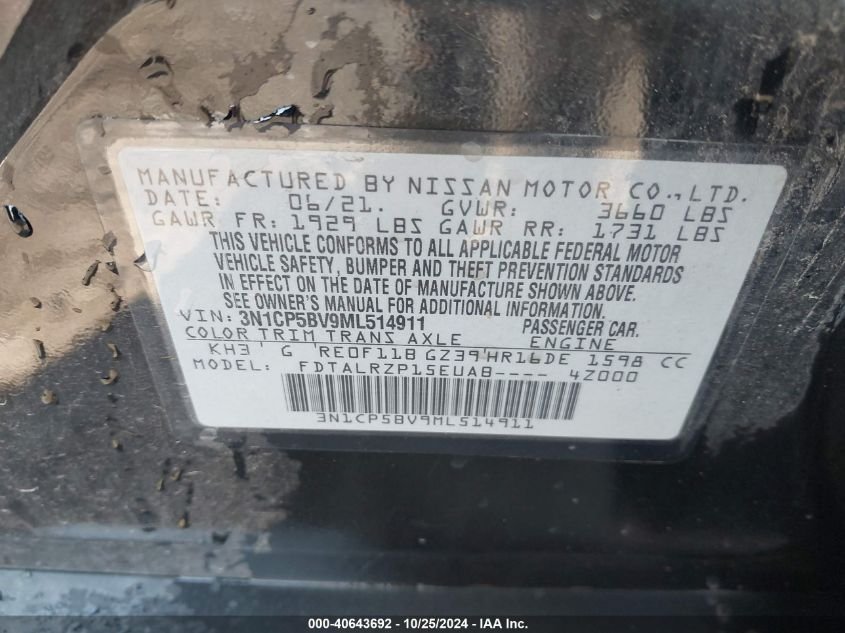 MANUFACTURED BY NISSAN MOTOR CO., LTD.
DATE: 06/21. GVWR: 3660 LBS
GAWR FR: 1929 LBS GAWR RR: 1731 LBS
THIS VEHICLE CONFORMS TO ALL APPLICABLE FEDERAL MOTOR
VEHICLE SAFETY, BUMPER AND THEFT PREVENTION STANDARDS
IN EFFECT ON THE DATE OF MANUFACTURE SHOWN ABOVE.
SEE OWNER'S MANUAL FOR ADDITIONAL INFORMATION.
VIN: 3N1CP5BV9ML514911 PASSENGER CAR.
COLOR TRIM TRANS AXLE ENGINE
KH3 ' G RE0F11B GZ39'HR16DE 1598 CC
MODEL: FDTALRZP15EUAB---- 4Z000
3N1CP5BV9ML514911
000-40643692 - 10/25/2024 - IAA Inc.